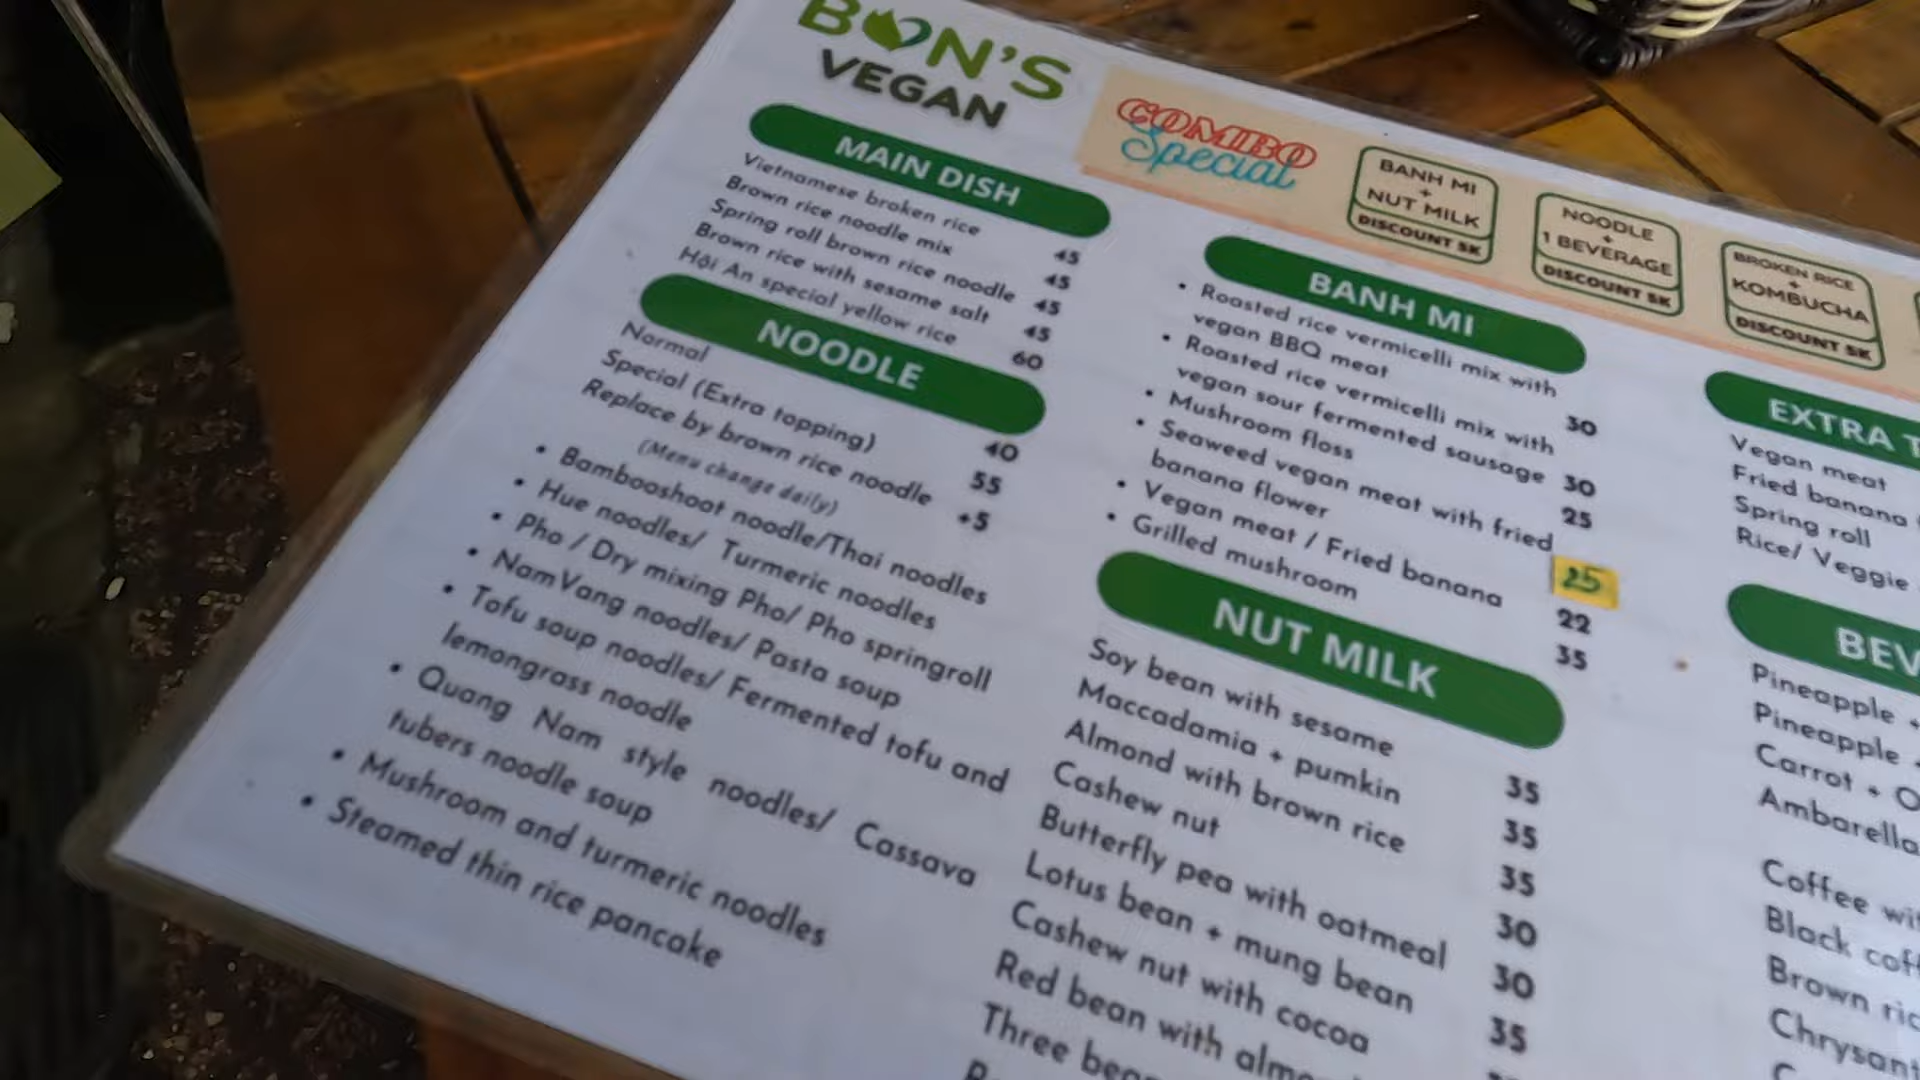 BON'S
VEGAN
MAIN DISH
Vietnamese broken rice 45
Brown rice noodle mix 45
Spring roll brown rice noodle 45
Brown rice with sesame salt 45
Hội An special yellow rice 60
NOODLE
Normal 40
Special (Extra topping) 55
Replace by brown rice noodle +5
(Menu change daily)
• Bambooshoot noodle/Thai noodles
• Hue noodles/ Turmeric noodles
• Pho / Dry mixing Pho/ Pho springroll
• NamVang noodles/ Pasta soup
• Tofu soup noodles/ Fermented tofu and
lemongrass noodle
• Quang Nam style noodles/ Cassava
tubers noodle soup
• Mushroom and turmeric noodles
• Steamed thin rice pancake
COMBO
Special
BANH MI
+
NUT MILK
DISCOUNT 5K
NOODLE
+
1 BEVERAGE
DISCOUNT 5K
BROKEN RICE
+
KOMBUCHA
DISCOUNT 5K
BANH MI
• Roasted rice vermicelli mix with
vegan BBQ meat 30
• Roasted rice vermicelli mix with
vegan sour fermented sausage 30
• Mushroom floss 25
• Seaweed vegan meat with fried
banana flower 25
• Vegan meat / Fried banana 22
• Grilled mushroom 35
NUT MILK
Soy bean with sesame 35
Maccadamia + pumkin 35
Almond with brown rice 35
Cashew nut 30
Butterfly pea with oatmeal 30
Lotus bean + mung bean 35
Cashew nut with cocoa
Red bean with
Three
EXTRA
Vegan meat
Fried banana
Spring roll
Rice/ Veggie
Pineapple +
Pineapple
Carrot +
Ambarella
Coffee
Black
Brown